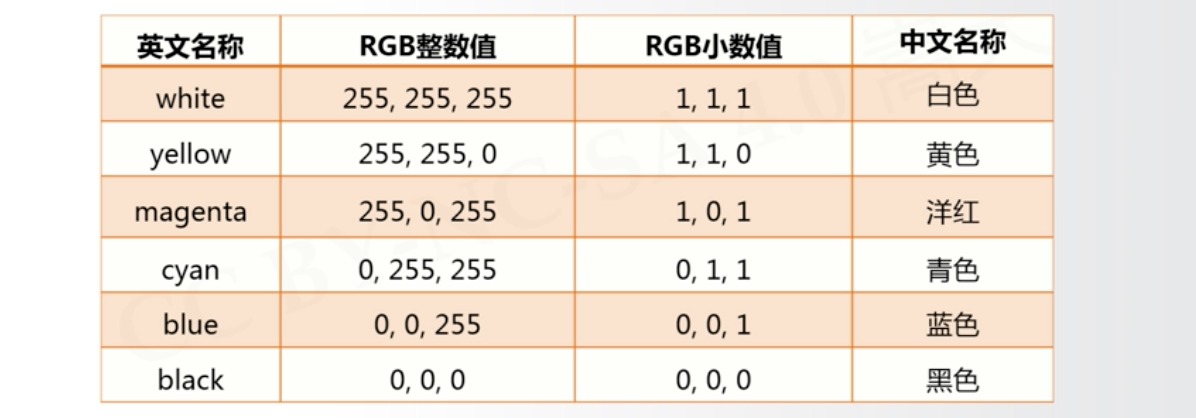 英文名称 RGB整数值 RGB小数值 中文名称
white 255, 255, 255 1, 1, 1 白色
yellow 255, 255, 0 1, 1, 0 黄色
magenta 255, 0, 255 1, 0, 1 洋红
cyan 0, 255, 255 0, 1, 1 青色
blue 0, 0, 255 0, 0, 1 蓝色
black 0, 0, 0 0, 0, 0 黑色
CC BY-NC-SA 4.0 嵩天